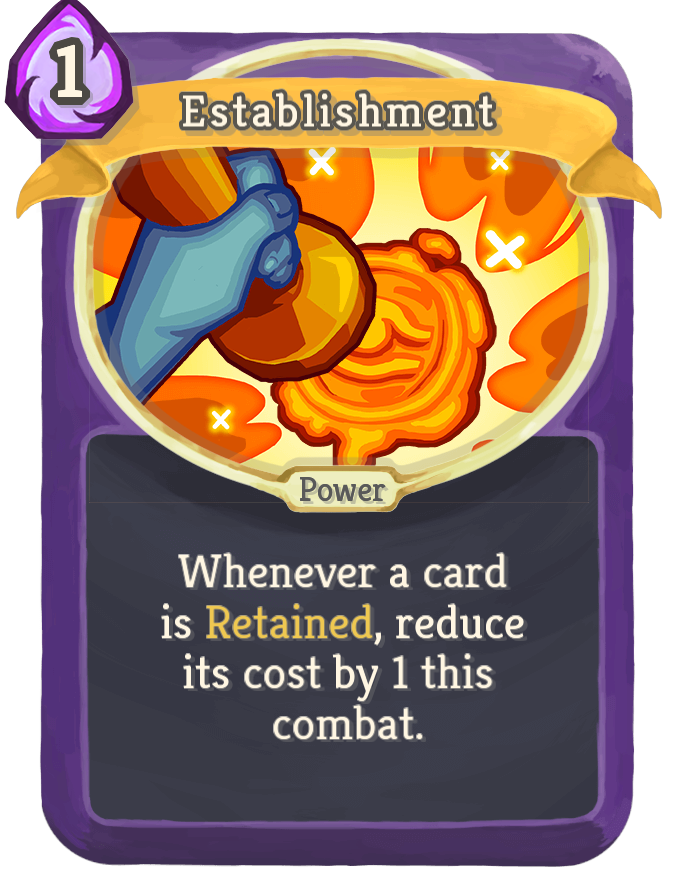 1
Establishment
Power
Whenever a card
is Retained, reduce
its cost by 1 this
combat.